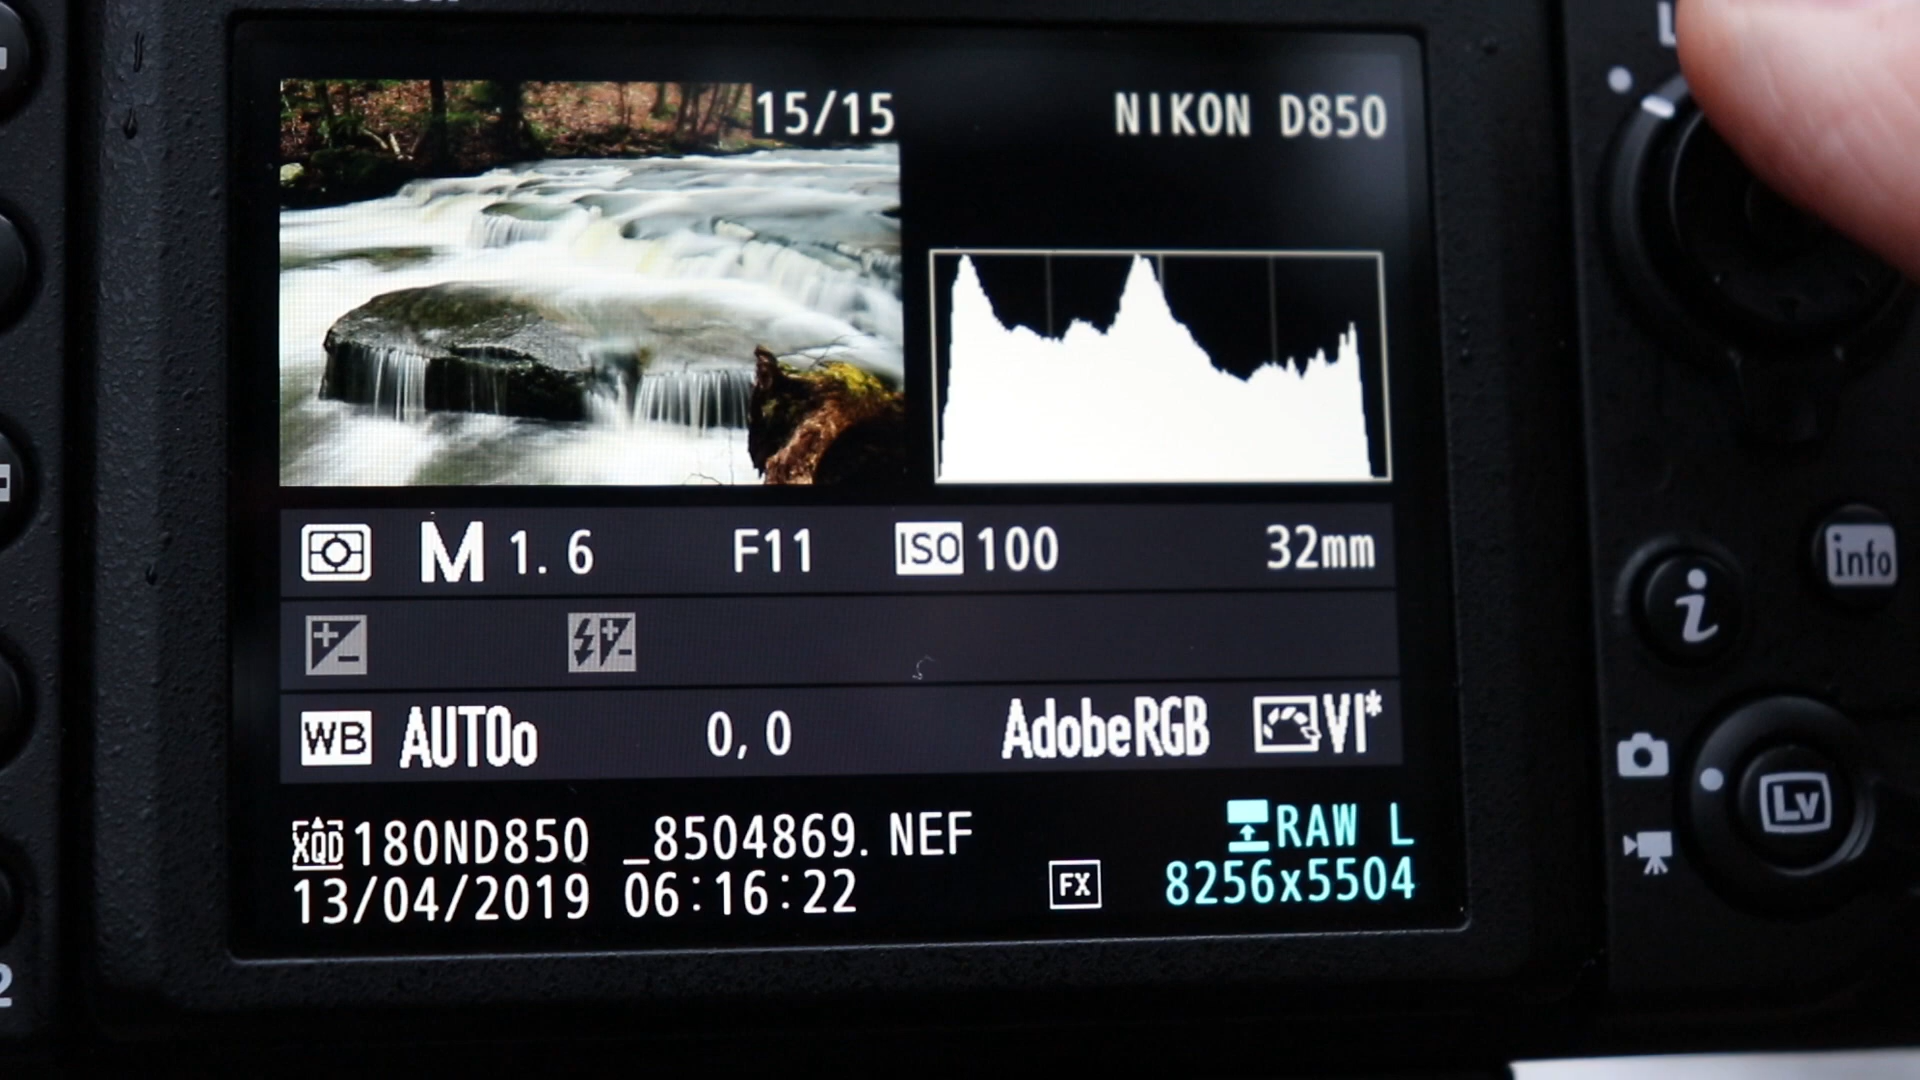 15/15 NIKON D850
M 1.6 F11 ISO 100 32mm
WB AUTO0 0, 0 AdobeRGB VI*
XQD 180ND850 _8504869. NEF RAW L
13/04/2019 06:16:22 FX 8256x5504
info
i
Lv
2